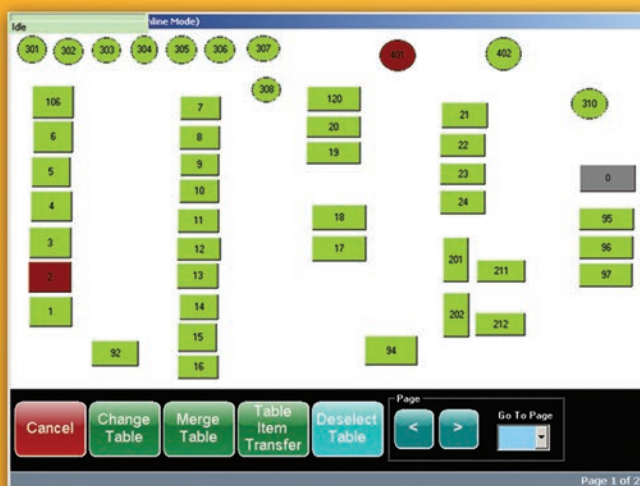 Idle
nline Mode)
301 302 303 304 305 306 307
401 402
308
310
106
6
5
4
3
2
1
92
7
8
9
10
11
12
13
14
15
16
120
20
19
18
17
94
21
22
23
24
201 211
202 212
0
95
96
97
Cancel
Change
Table
Merge
Table
Table
Item
Transfer
Deselect
Table
Page
< >
Go To Page
Page 1 of 2